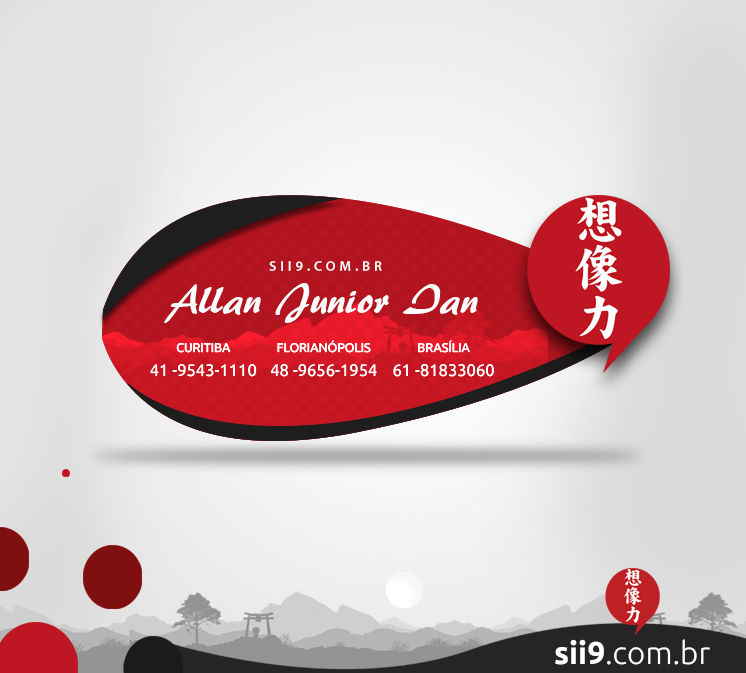 SII9.COM.BR
Allan Junior Ian
CURITIBA FLORIANÓPOLIS BRASÍLIA
41 -9543-1110 48 -9656-1954 61 -81833060
想像力
想像力
sii9.com.br